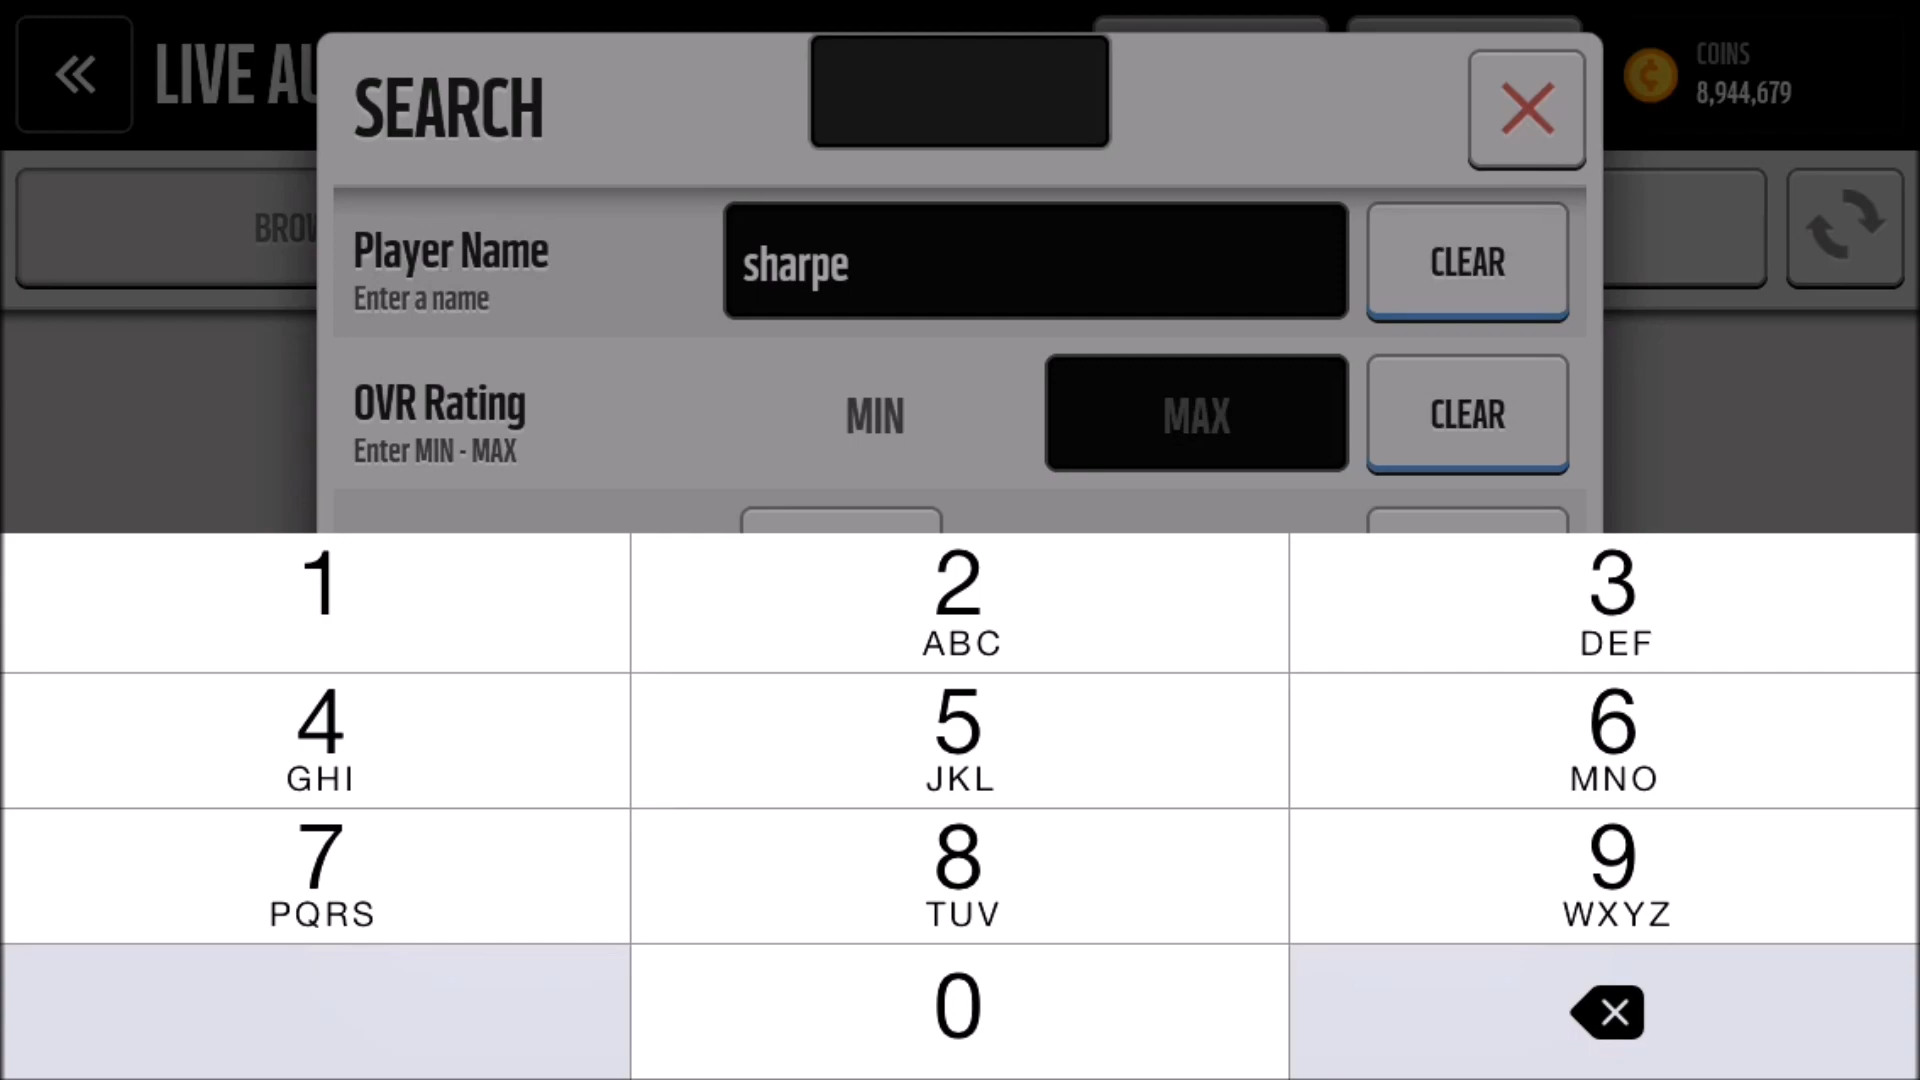 LIVE AU
SEARCH
COINS
8,944,679
BROW
Player Name
Enter a name
sharpe
CLEAR
OVR Rating
Enter MIN - MAX
MIN
MAX
CLEAR
1
2
ABC
3
DEF
4
GHI
5
JKL
6
MNO
7
PQRS
8
TUV
9
WXYZ
0